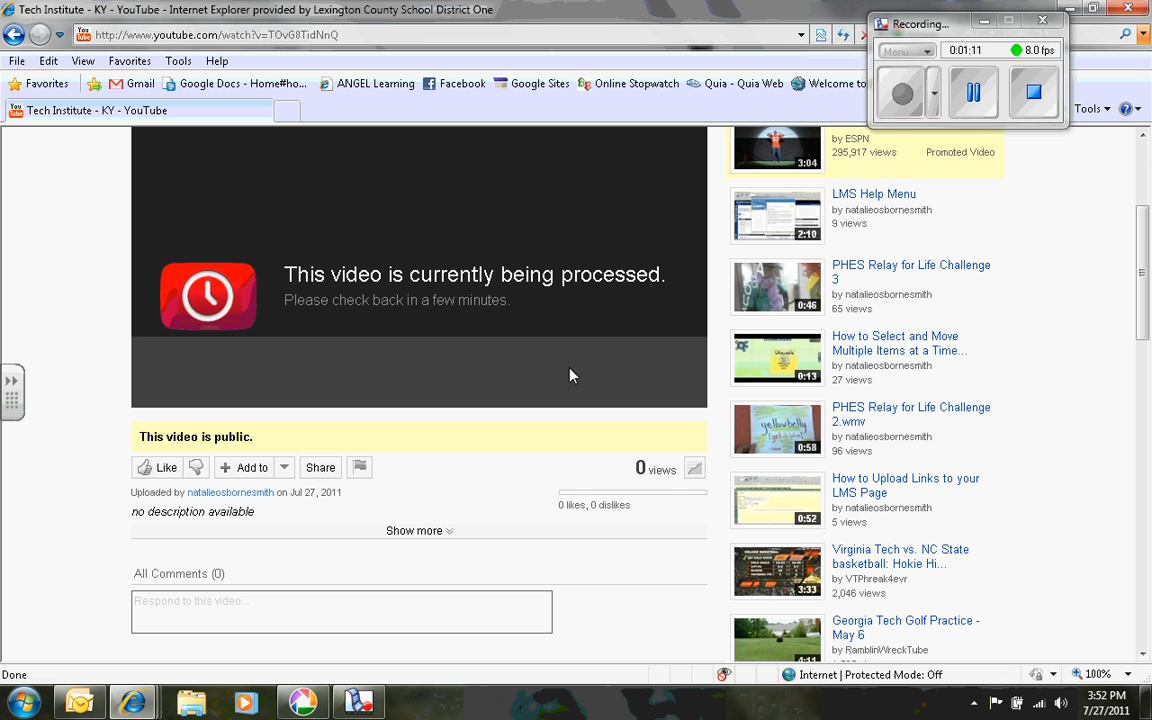 Tech Institute - KY - YouTube - Internet Explorer provided by Lexington County School District One
http://www.youtube.com/watch?v=TOvG8TidNnQ
File Edit View Favorites Tools Help
Favorites Gmail Google Docs - Home#ho... ANGEL Learning Facebook Google Sites Online Stopwatch Quia - Quia Web Welcome to
Tech Institute - KY - YouTube
Tools
Recording...
Menu 0:01:11 8.0 fps
This video is currently being processed.
Please check back in a few minutes.
This video is public.
Like Add to Share 0 views
Uploaded by natalieosbornesmith on Jul 27, 2011
0 likes, 0 dislikes
no description available
Show more
All Comments (0)
Respond to this video...
3:04
by ESPN
295,917 views Promoted Video
2:10
LMS Help Menu
by natalieosbornesmith
9 views
0:46
PHES Relay for Life Challenge
3
by natalieosbornesmith
65 views
0:13
How to Select and Move
Multiple Items at a Time...
by natalieosbornesmith
27 views
yellowbelly
0:58
PHES Relay for Life Challenge
2.wmv
by natalieosbornesmith
96 views
0:52
How to Upload Links to your
LMS Page
by natalieosbornesmith
5 views
3:33
Virginia Tech vs. NC State
basketball: Hokie Hi...
by VTPhreak4evr
2,046 views
Georgia Tech Golf Practice -
May 6
by RamblinWreckTube
Done
Internet | Protected Mode: Off
100%
3:52 PM
7/27/2011